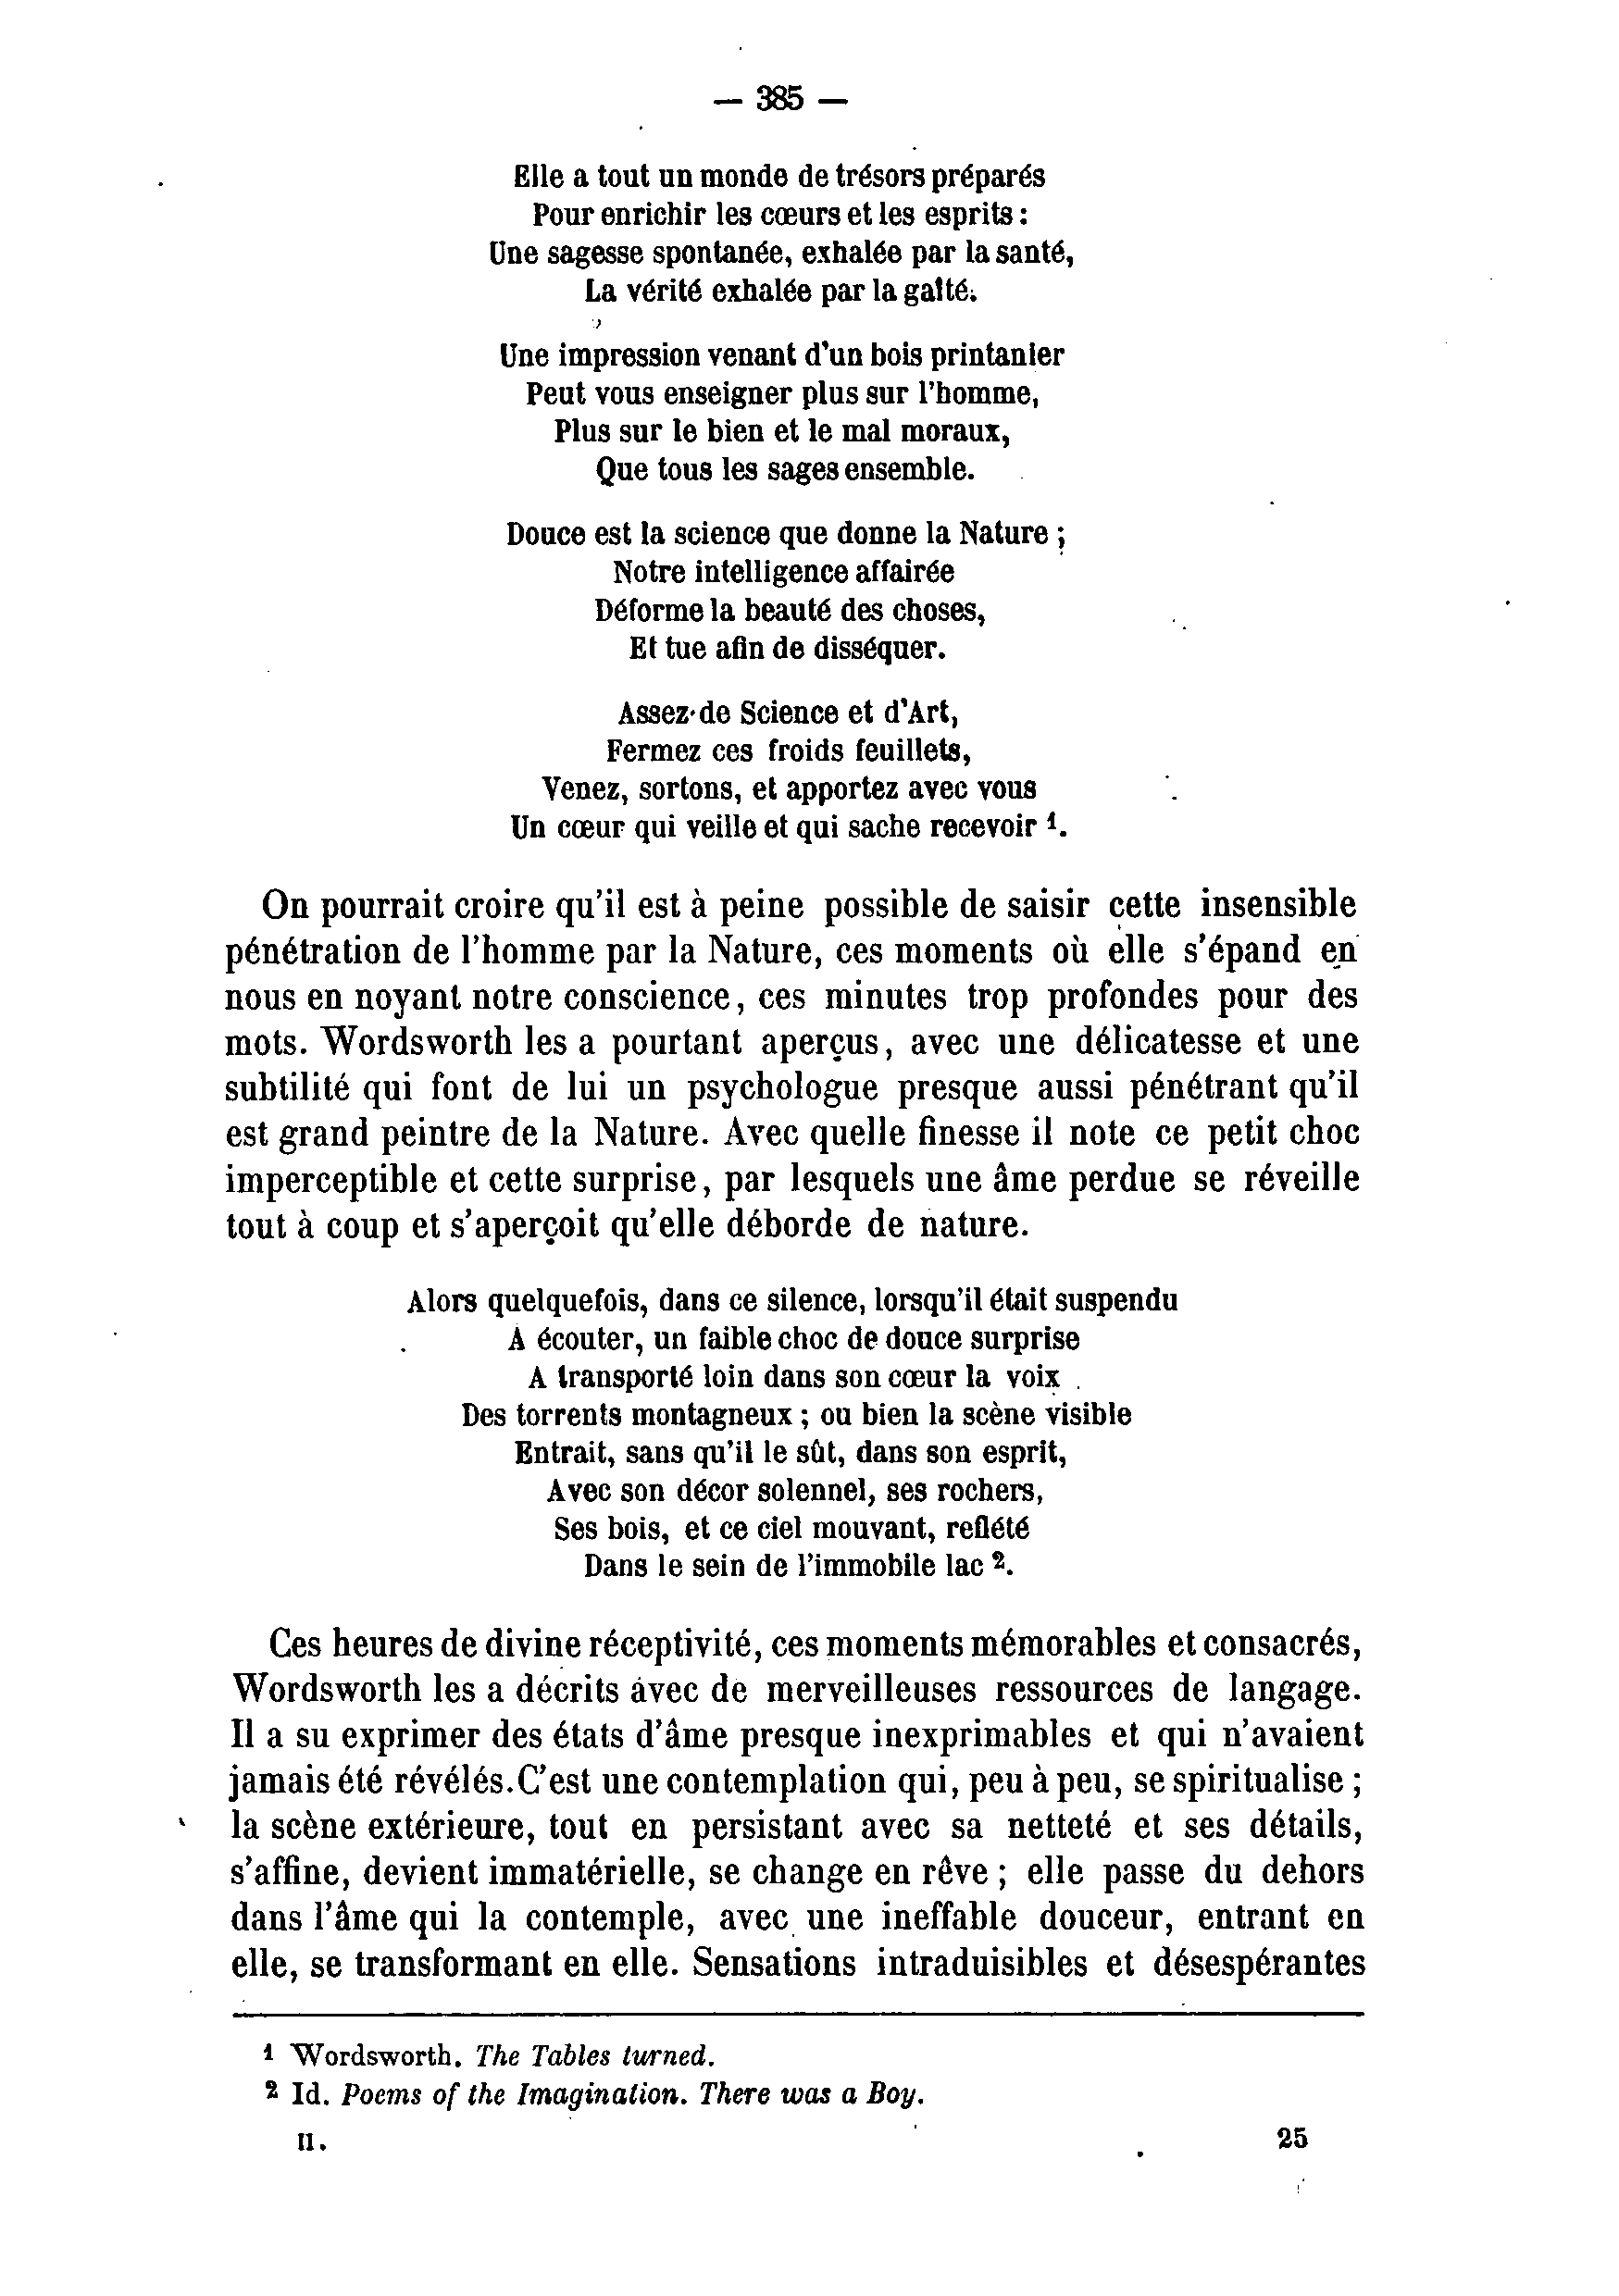 — 385 —
Elle a tout un monde de trésors préparés
Pour enrichir les cœurs et les esprits :
Une sagesse spontanée, exhalée par la santé,
La vérité exhalée par la gaîté.
Une impression venant d'un bois printanier
Peut vous enseigner plus sur l'homme,
Plus sur le bien et le mal moraux,
Que tous les sages ensemble.
Douce est la science que donne la Nature ;
Notre intelligence affairée
Déforme la beauté des choses,
Et tue afin de disséquer.
Assez de Science et d'Art,
Fermez ces froids feuillets,
Venez, sortons, et apportez avec vous
Un cœur qui veille et qui sache recevoir 1.
On pourrait croire qu'il est à peine possible de saisir cette insensible
pénétration de l'homme par la Nature, ces moments où elle s'épand en
nous en noyant notre conscience, ces minutes trop profondes pour des
mots. Wordsworth les a pourtant aperçus, avec une délicatesse et une
subtilité qui font de lui un psychologue presque aussi pénétrant qu'il
est grand peintre de la Nature. Avec quelle finesse il note ce petit choc
imperceptible et cette surprise, par lesquels une âme perdue se réveille
tout à coup et s'aperçoit qu'elle déborde de nature.
Alors quelquefois, dans ce silence, lorsqu'il était suspendu
A écouter, un faible choc de douce surprise
A transporté loin dans son cœur la voix
Des torrents montagneux ; ou bien la scène visible
Entrait, sans qu'il le sût, dans son esprit,
Avec son décor solennel, ses rochers,
Ses bois, et ce ciel mouvant, reflété
Dans le sein de l'immobile lac 2.
Ces heures de divine réceptivité, ces moments mémorables et consacrés,
Wordsworth les a décrits avec de merveilleuses ressources de langage.
Il a su exprimer des états d'âme presque inexprimables et qui n'avaient
jamais été révélés. C'est une contemplation qui, peu à peu, se spiritualise ;
la scène extérieure, tout en persistant avec sa netteté et ses détails,
s'affine, devient immatérielle, se change en rêve ; elle passe du dehors
dans l'âme qui la contemple, avec une ineffable douceur, entrant en
elle, se transformant en elle. Sensations intraduisibles et désespérantes
1 Wordsworth. The Tables turned.
2 Id. Poems of the Imagination. There was a Boy.
II. 25